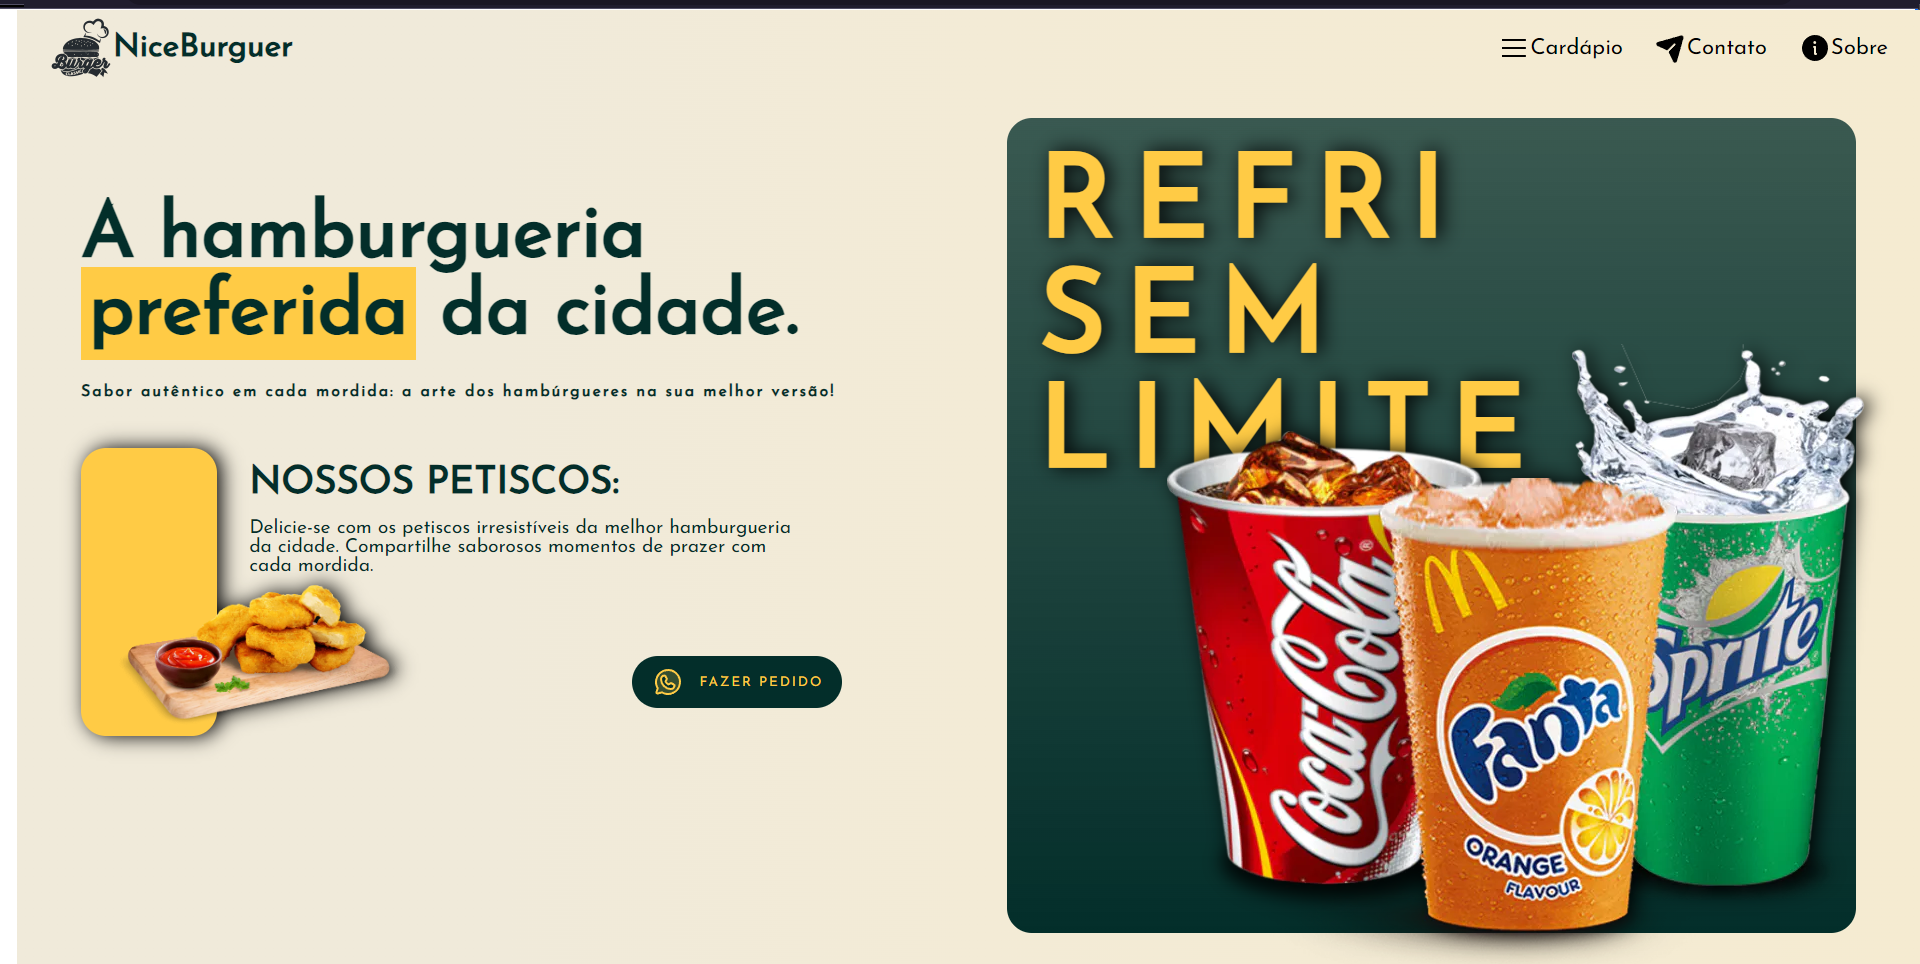 Burger
CLASSIC
NiceBurguer
Cardápio
Contato
Sobre
A hamburgueria
preferida da cidade.
Sabor autêntico em cada mordida: a arte dos hambúrgueres na sua melhor versão!
NOSSOS PETISCOS:
Delicie-se com os petiscos irresistíveis da melhor hamburgueria
da cidade. Compartilhe saborosos momentos de prazer com
cada mordida.
FAZER PEDIDO
REFRI
SEM
LIMITE
Coca-Cola
®
M
Fanta
ORANGE
FLAVOUR
Sprite